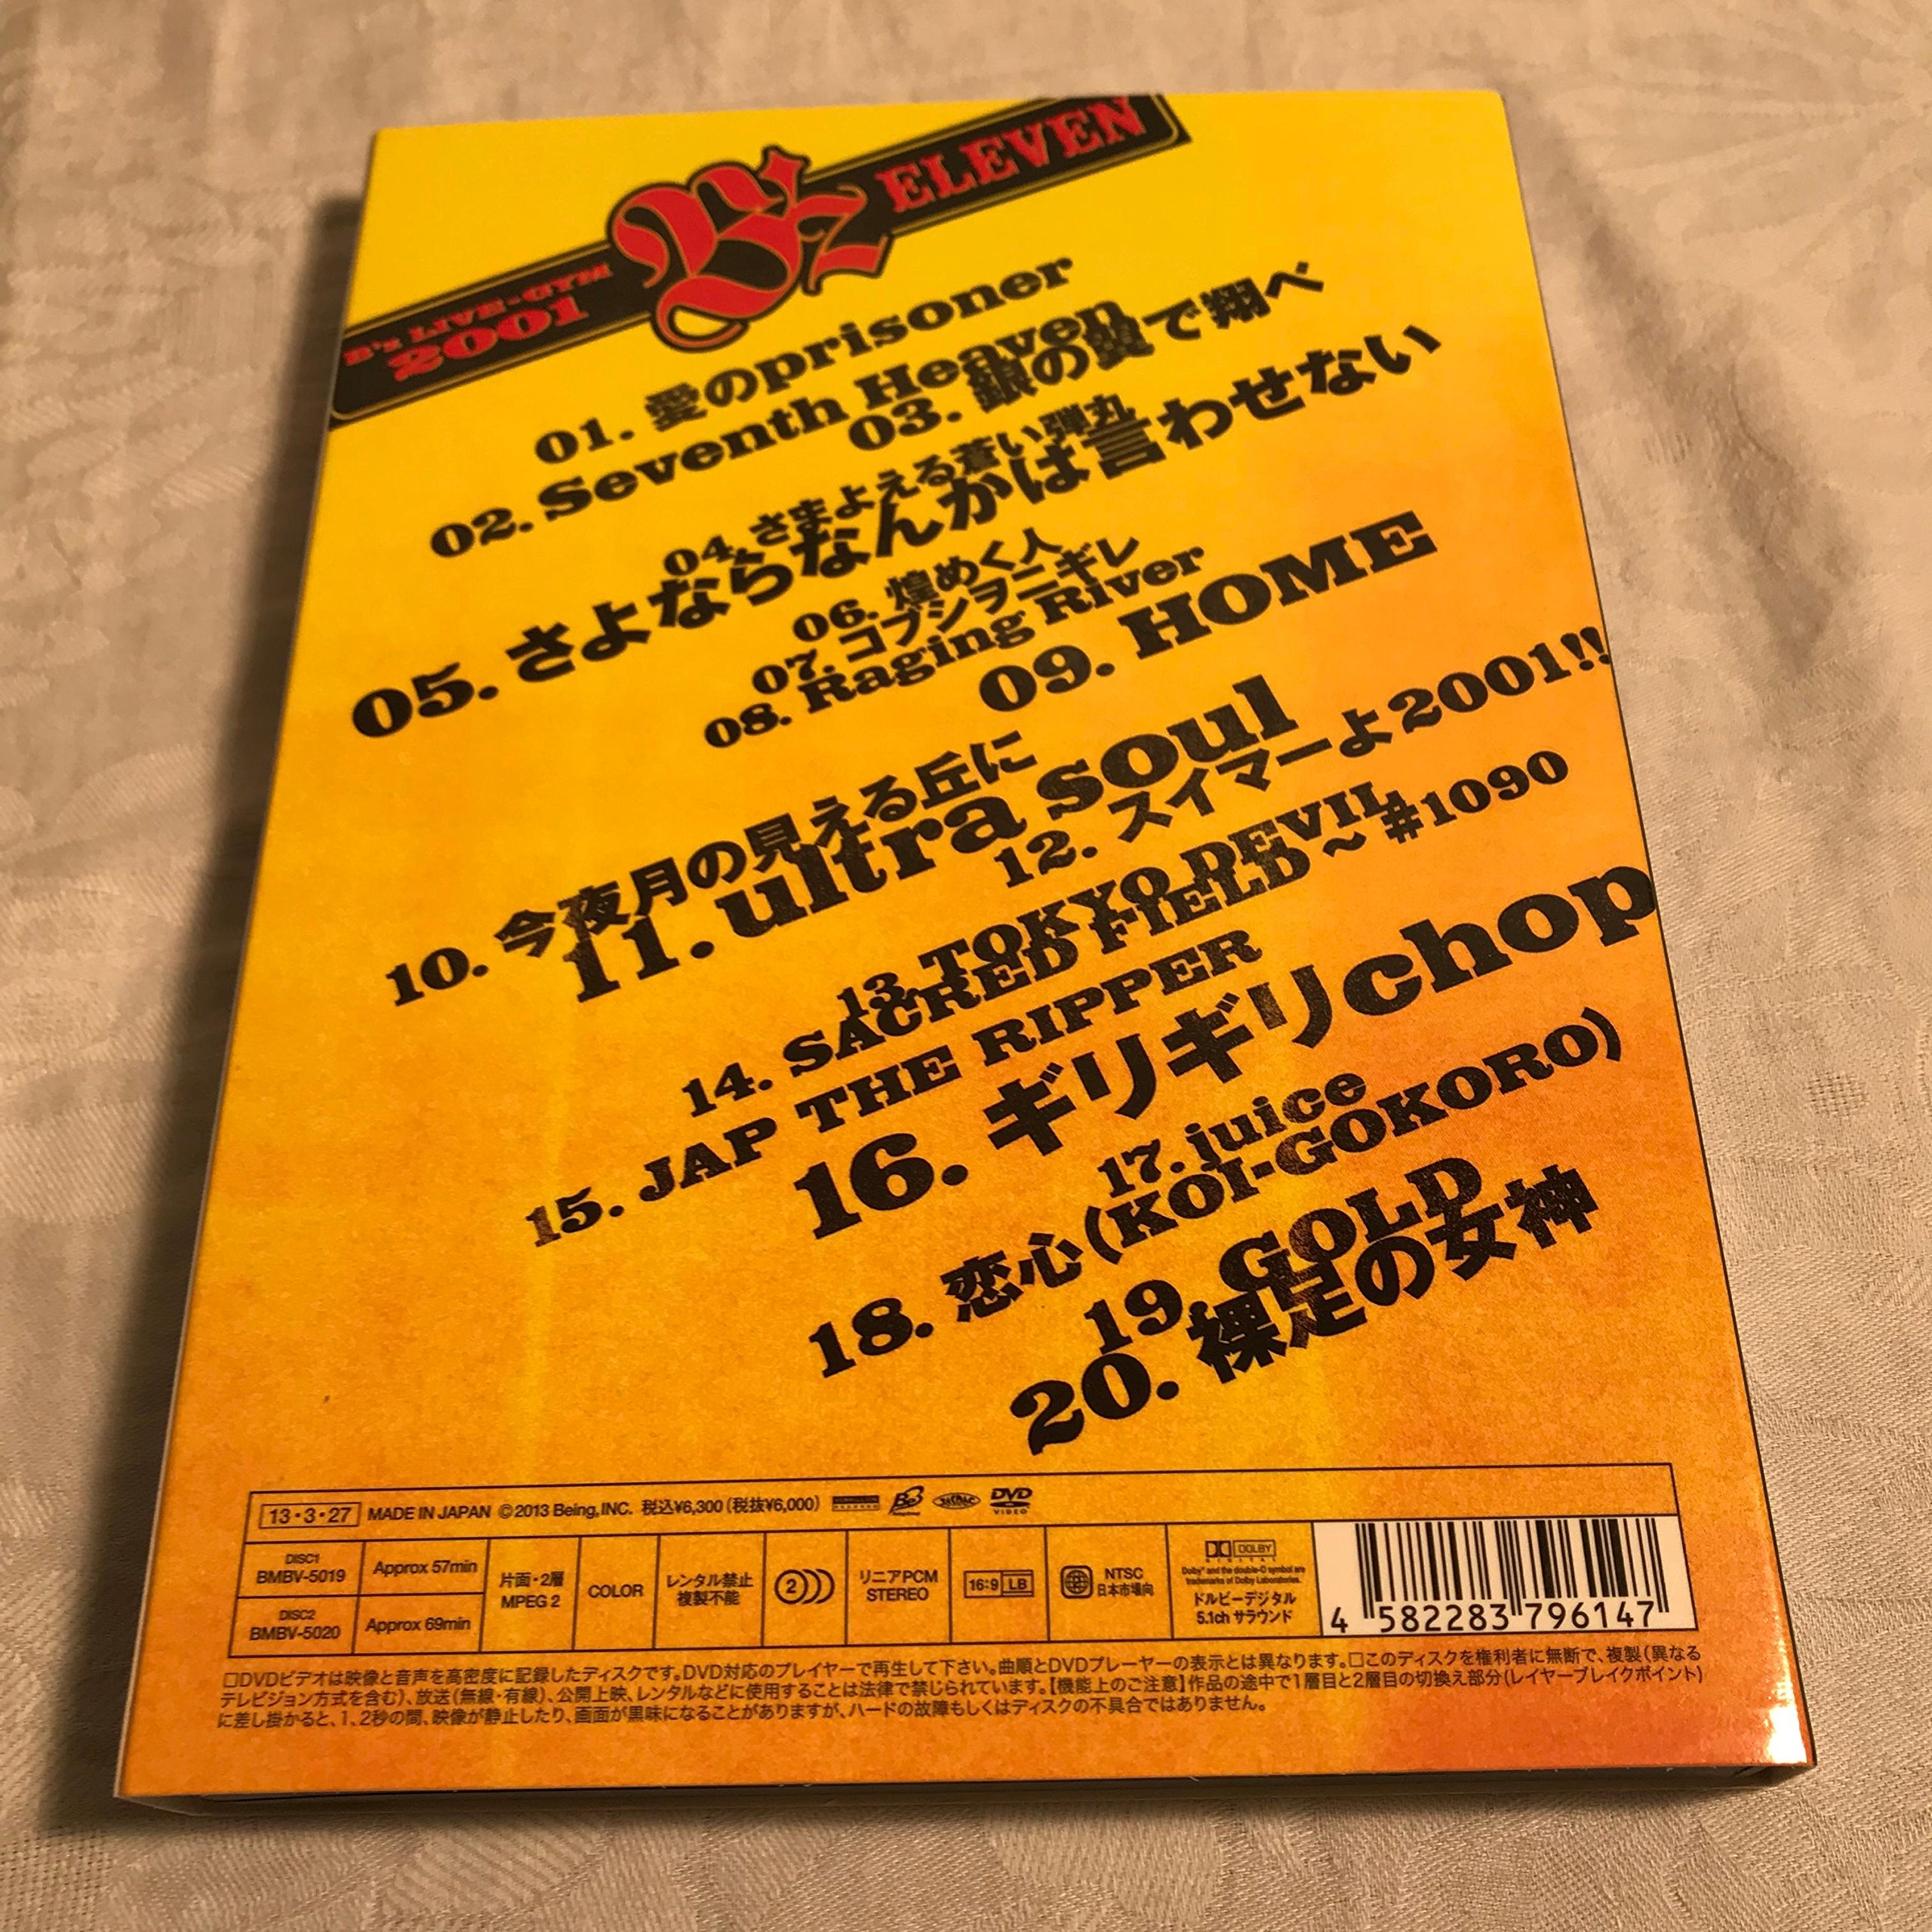 B'z LIVE-GYM
2001
B'z
ELEVEN
01. 愛のprisoner
02. Seventh Heaven
03. 銀の翼で翔べ
04. さまよえる蒼い弾丸
05. さよならなんかは言わせない
06. 煌めく人
07. コブシヲニギレ
08. Raging River
09. HOME
10. 今夜月の見える丘に
11. ultra soul
12. スイマーよ2001!!
13. TOKYO DEVIL
14. SACRED FIELD ~ #1090
15. JAP THE RIPPER
16. ギリギリchop
17. juice
18. 恋心(KOI-GOKORO)
19. GOLD
20. 裸足の女神
13・3・27 MADE IN JAPAN ©2013 Being, INC. 税込¥6,300(税抜¥6,000) Be JASRAC DVD VIDEO
DISC1
BMBV-5019
Approx 57min
DISC2
BMBV-5020
Approx 69min
片面・2層
MPEG 2
COLOR
レンタル禁止
複製不能
2
リニアPCM
STEREO
16:9 LB
2
NTSC
日本市場向
DOLBY
DIGITAL
Dolby and the double-D symbol are
trademarks of Dolby Laboratories.
ドルビーデジタル
5.1ch サラウンド
4 582283 796147
□DVDビデオは映像と音声を高密度に記録したディスクです。DVD対応のプレイヤーで再生して下さい。曲順とDVDプレーヤーの表示とは異なります。□このディスクを権利者に無断で、複製(異なる
テレビジョン方式を含む)、放送(無線・有線)、公開上映、レンタルなどに使用することは法律で禁じられています。【機能上のご注意】作品の途中で1層目と2層目の切換え部分(レイヤーブレイクポイント)
に差し掛かると、1、2秒の間、映像が静止したり、画面が黒味になることがありますが、ハードの故障もしくはディスクの不具合ではありません。